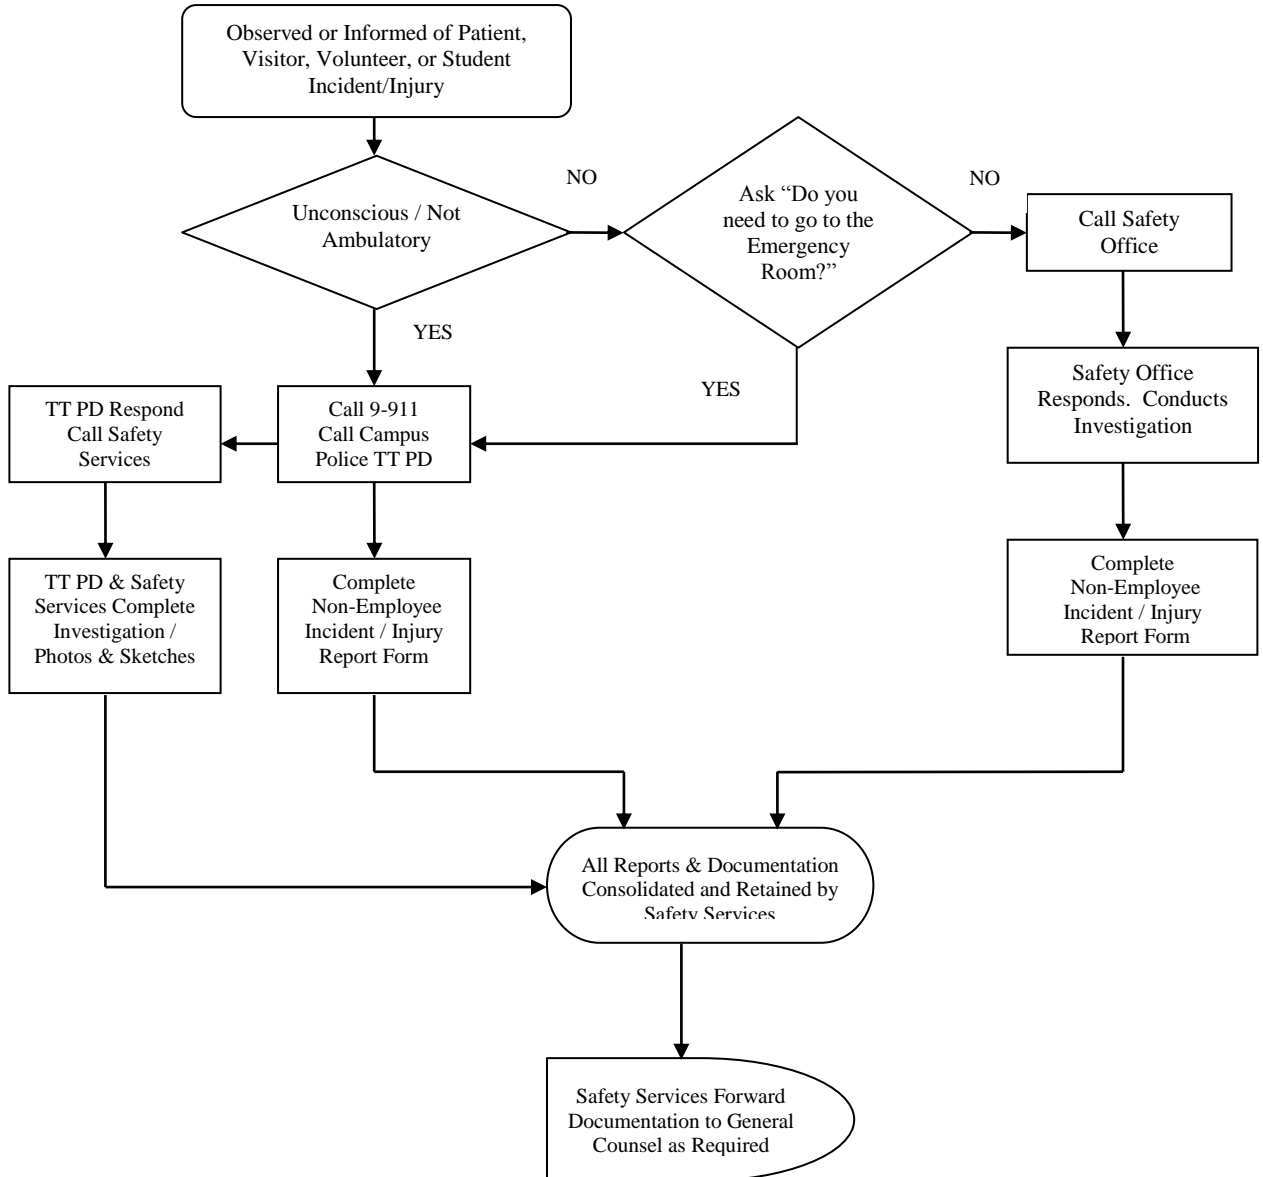 Observed or Informed of Patient,
Visitor, Volunteer, or Student
Incident/Injury
Unconscious / Not
Ambulatory
NO
Ask “Do you
need to go to the
Emergency
Room?”
NO
Call Safety
Office
YES
YES
TT PD Respond
Call Safety
Services
Call 9-911
Call Campus
Police TT PD
Safety Office
Responds.  Conducts
Investigation
TT PD & Safety
Services Complete
Investigation /
Photos & Sketches
Complete
Non-Employee
Incident / Injury
Report Form
Complete
Non-Employee
Incident / Injury
Report Form
All Reports & Documentation
Consolidated and Retained by
Safety Services
Safety Services Forward
Documentation to General
Counsel as Required